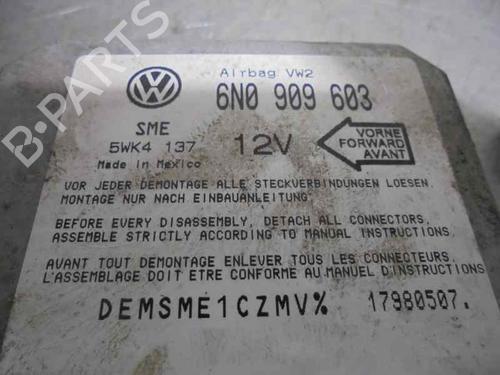 B-PARTS
VW
Airbag VW2
6N0 909 603
SME
5WK4 137
Made in Mexico
12V
VORNE
FORWARD
AVANT
VOR JEDER DEMONTAGE ALLE STECKVERBINDUNGEN LOESEN.
MONTAGE NUR NACH EINBAUANLEITUNG.
BEFORE EVERY DISASSEMBLY, DETACH ALL CONNECTORS.
ASSEMBLE STRICTLY ACCORDING TO MANUAL INSTRUCTIONS.
AVANT TOUT DEMONTAGE ENLEVER TOUS LES CONNECTEURS.
L'ASSEMBLAGE DOIT ETRE CONFORME AU MANUEL D'INSTRUCTIONS
DEMSME1CZMV% 17980507.